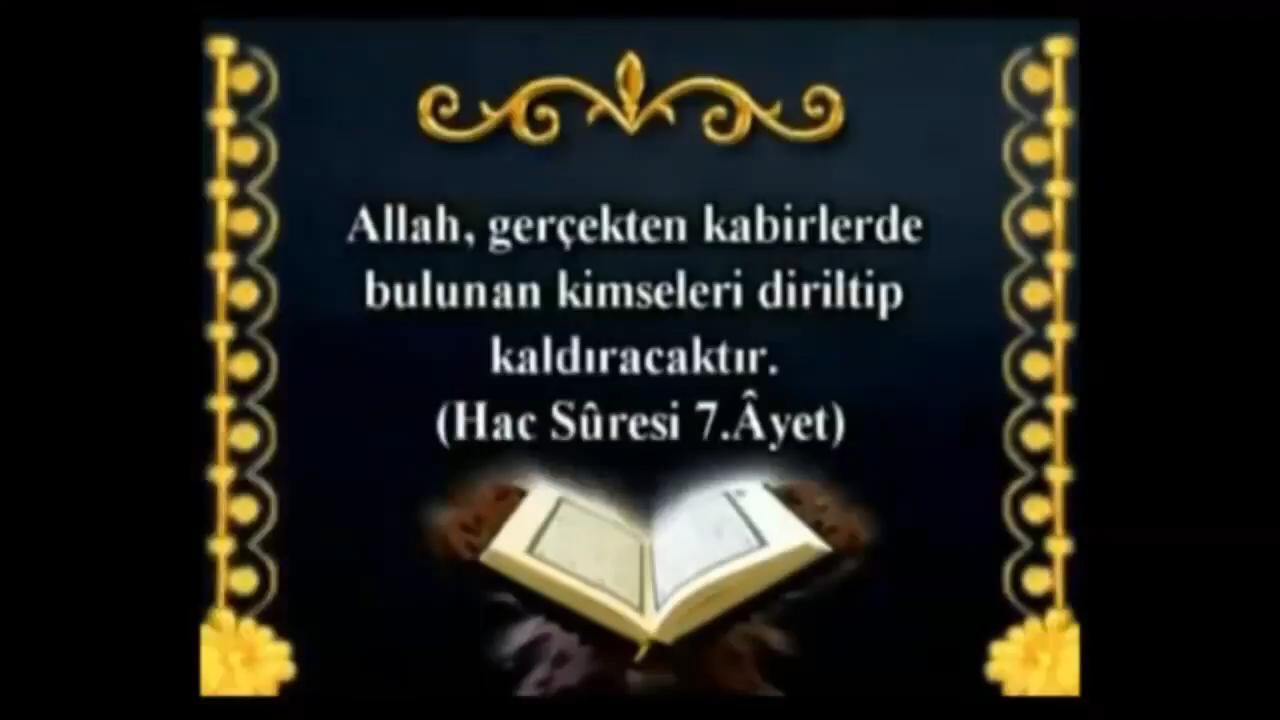 Allah, gerçekten kabirlerde
bulunan kimseleri diriltip
kaldıracaktır.
(Hac Sûresi 7.Âyet)